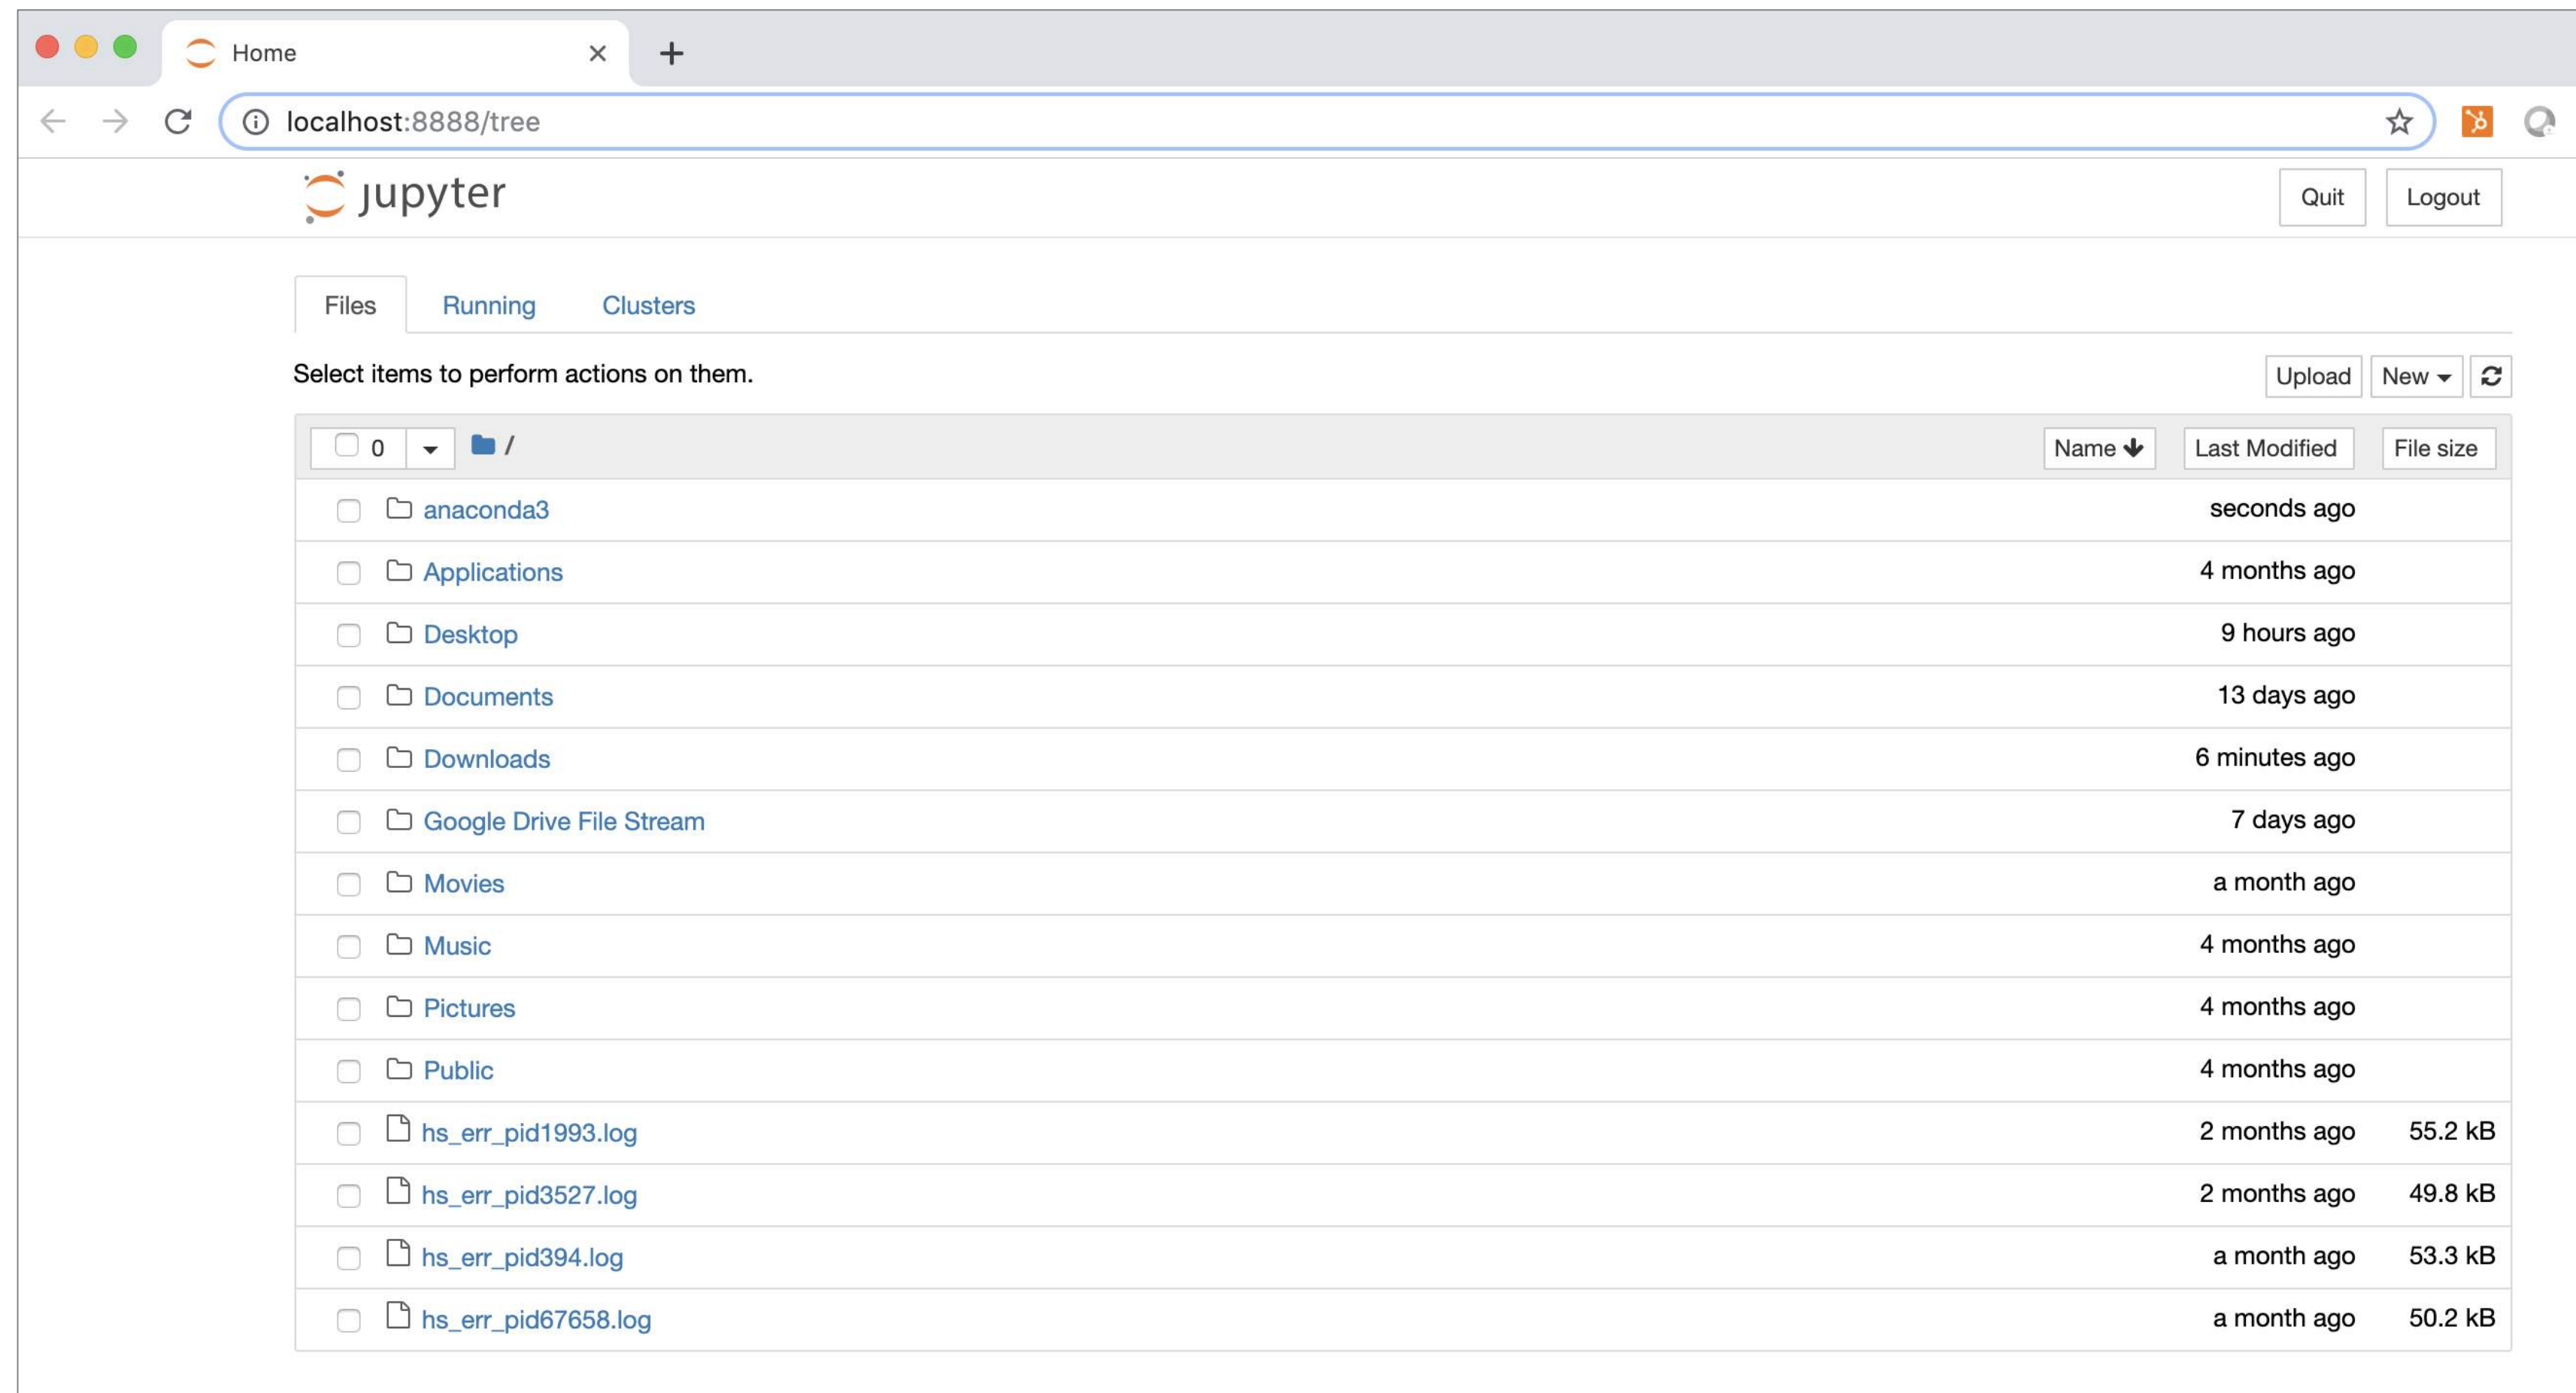 Home
localhost:8888/tree
jupyter
Quit Logout
Files Running Clusters
Select items to perform actions on them.
Upload New
0 / Name Last Modified File size
anaconda3 seconds ago
Applications 4 months ago
Desktop 9 hours ago
Documents 13 days ago
Downloads 6 minutes ago
Google Drive File Stream 7 days ago
Movies a month ago
Music 4 months ago
Pictures 4 months ago
Public 4 months ago
hs_err_pid1993.log 2 months ago 55.2 kB
hs_err_pid3527.log 2 months ago 49.8 kB
hs_err_pid394.log a month ago 53.3 kB
hs_err_pid67658.log a month ago 50.2 kB